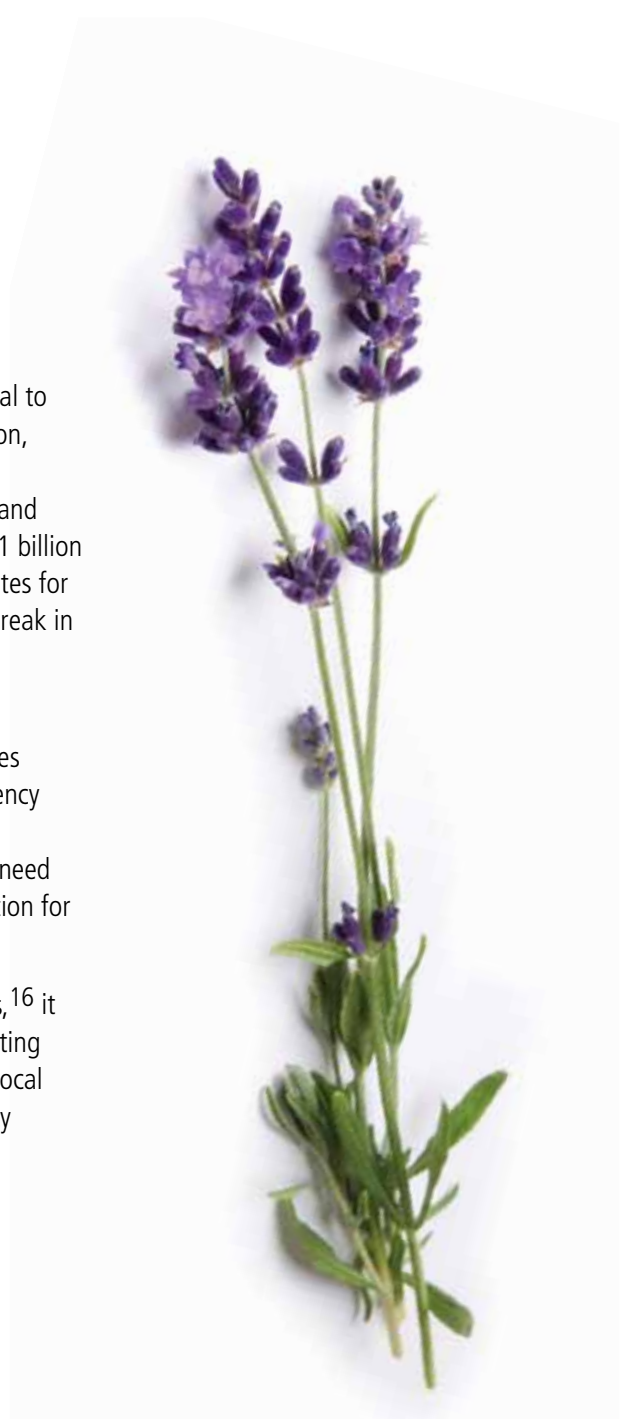 al to
on,
and
1 billion
tes for
reak in
es
ency
need
ion for
s,16 it
ting
ocal
y